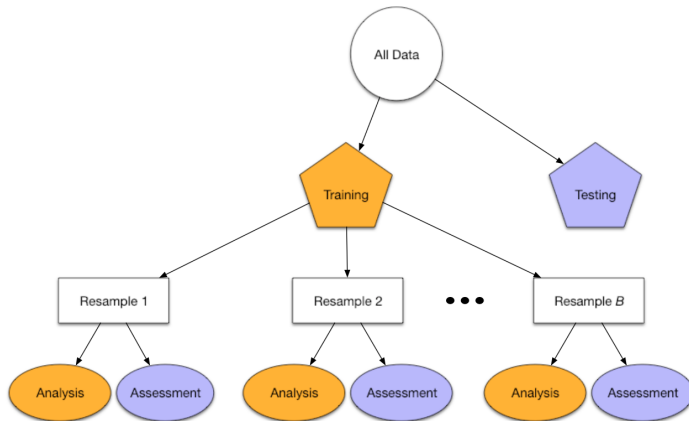 All Data
Training
Testing
Resample 1
Resample 2
Resample B
Analysis
Assessment
Analysis
Assessment
Analysis
Assessment